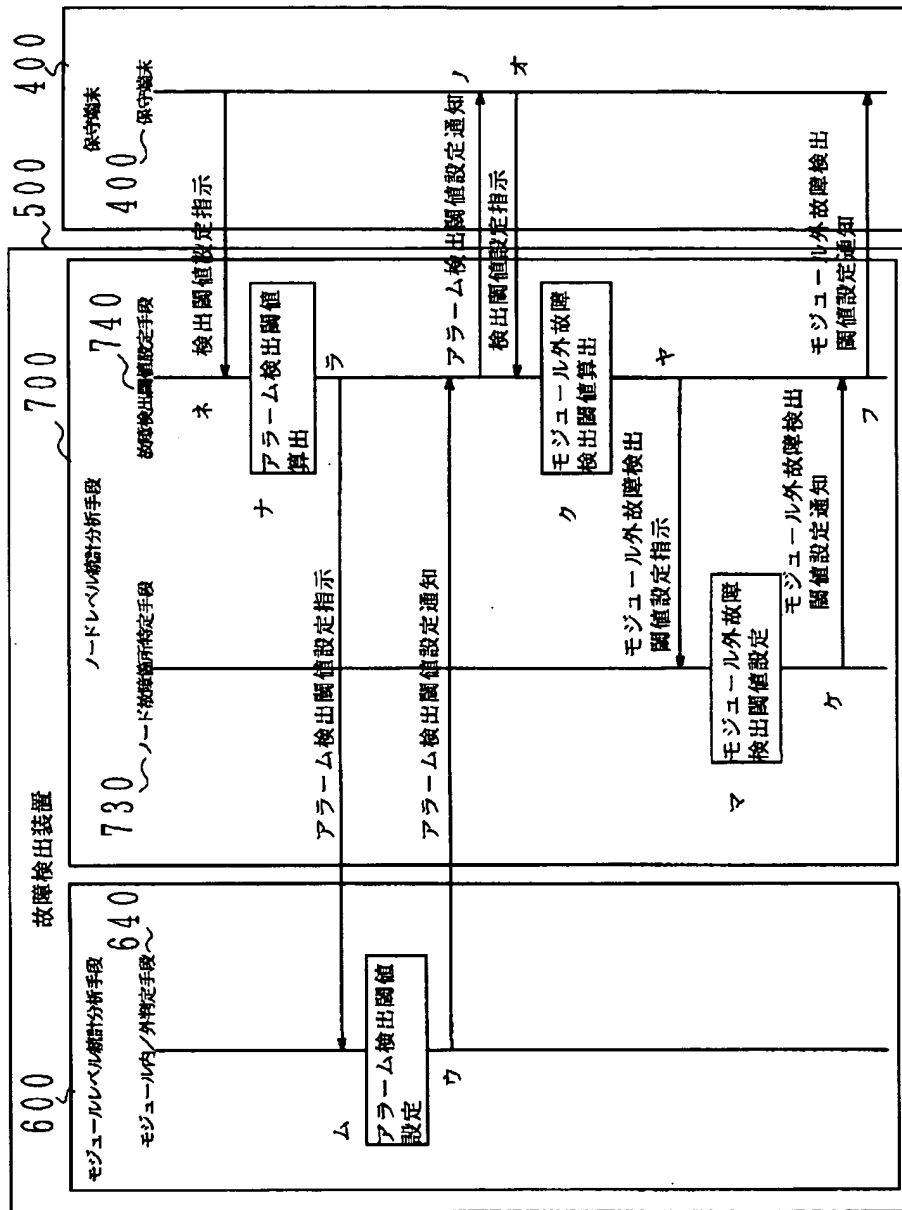 故障検出装置
500
400
600
モジュールレベル統計分析手段
モジュール内/外判定手段
640
700
ノードレベル統計分析手段
730
ノード故障箇所特定手段
740
故障検出閾値設定手段
保守端末
400
保守端末
検出閾値設定指示
ネ
ナ
アラーム検出閾値
算出
ラ
アラーム検出閾値設定指示
ム
アラーム検出閾値
設定
ウ
アラーム検出閾値設定通知
アラーム検出閾値設定通知
ノ
検出閾値設定指示
オ
ク
モジュール外故障
検出閾値算出
ヤ
モジュール外故障検出
閾値設定指示
マ
モジュール外故障
検出閾値設定
ケ
モジュール外故障検出
閾値設定通知
フ
モジュール外故障検出
閾値設定通知